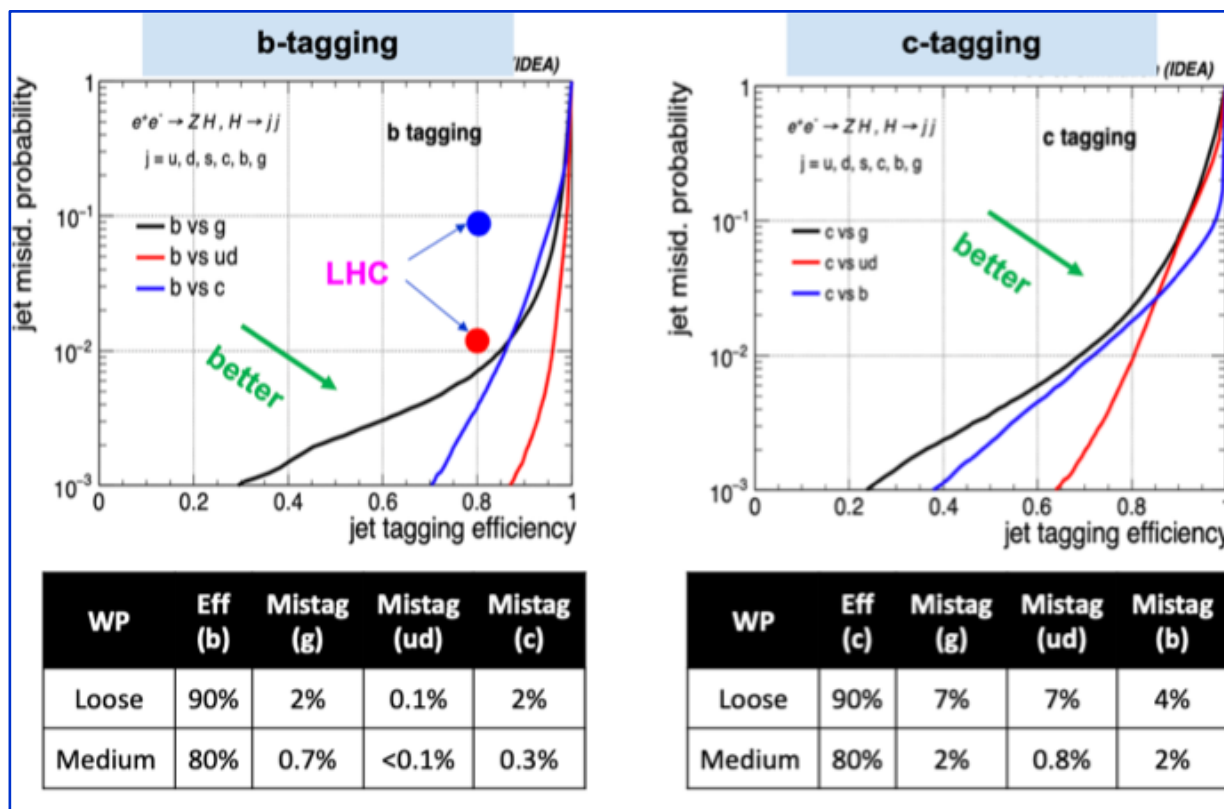 b-tagging
(IDEA)
e⁺e⁻ → ZH, H → jj
j = u, d, s, c, b, g
b tagging
b vs g
b vs ud
b vs c
LHC
better
jet misid. probability
1
10⁻¹
10⁻²
10⁻³
0 0.2 0.4 0.6 0.8 1
jet tagging efficiency
WP Eff (b) Mistag (g) Mistag (ud) Mistag (c)
Loose 90% 2% 0.1% 2%
Medium 80% 0.7% <0.1% 0.3%
c-tagging
(IDEA)
e⁺e⁻ → ZH, H → jj
j = u, d, s, c, b, g
c tagging
c vs g
c vs ud
c vs b
better
jet misid. probability
1
10⁻¹
10⁻²
10⁻³
0 0.2 0.4 0.6 0.8
jet tagging efficiency
WP Eff (c) Mistag (g) Mistag (ud) Mistag (b)
Loose 90% 7% 7% 4%
Medium 80% 2% 0.8% 2%